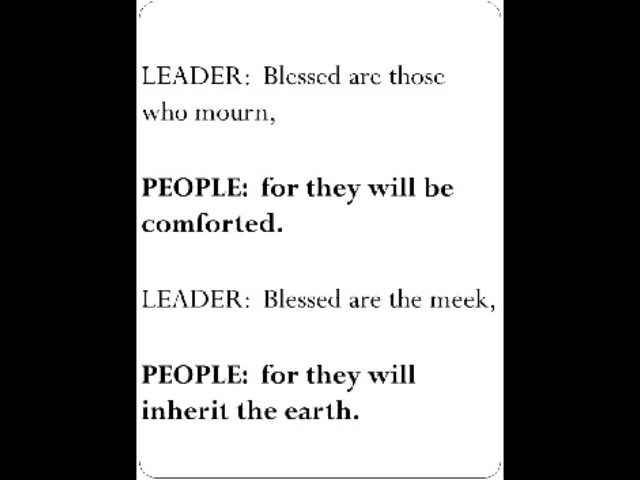 LEADER: Blessed are those
who mourn,
PEOPLE: for they will be
comforted.
LEADER: Blessed are the meek,
PEOPLE: for they will
inherit the earth.